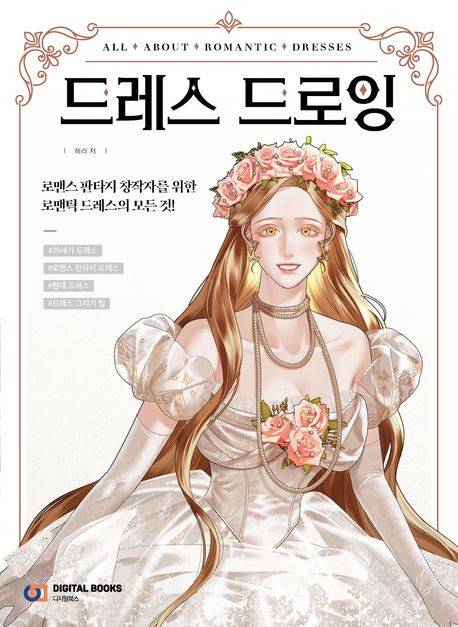 ALL ♦ ABOUT ♦ ROMANTIC ♦ DRESSES
드레스 드로잉
헤라 저
로맨스 판타지 창작자를 위한
로맨틱 드레스의 모든 것!
#19세기 드레스
#로맨스 판타지 드레스
#현대 드레스
#드레스 그리기 팁
DIGITAL BOOKS
디지털북스